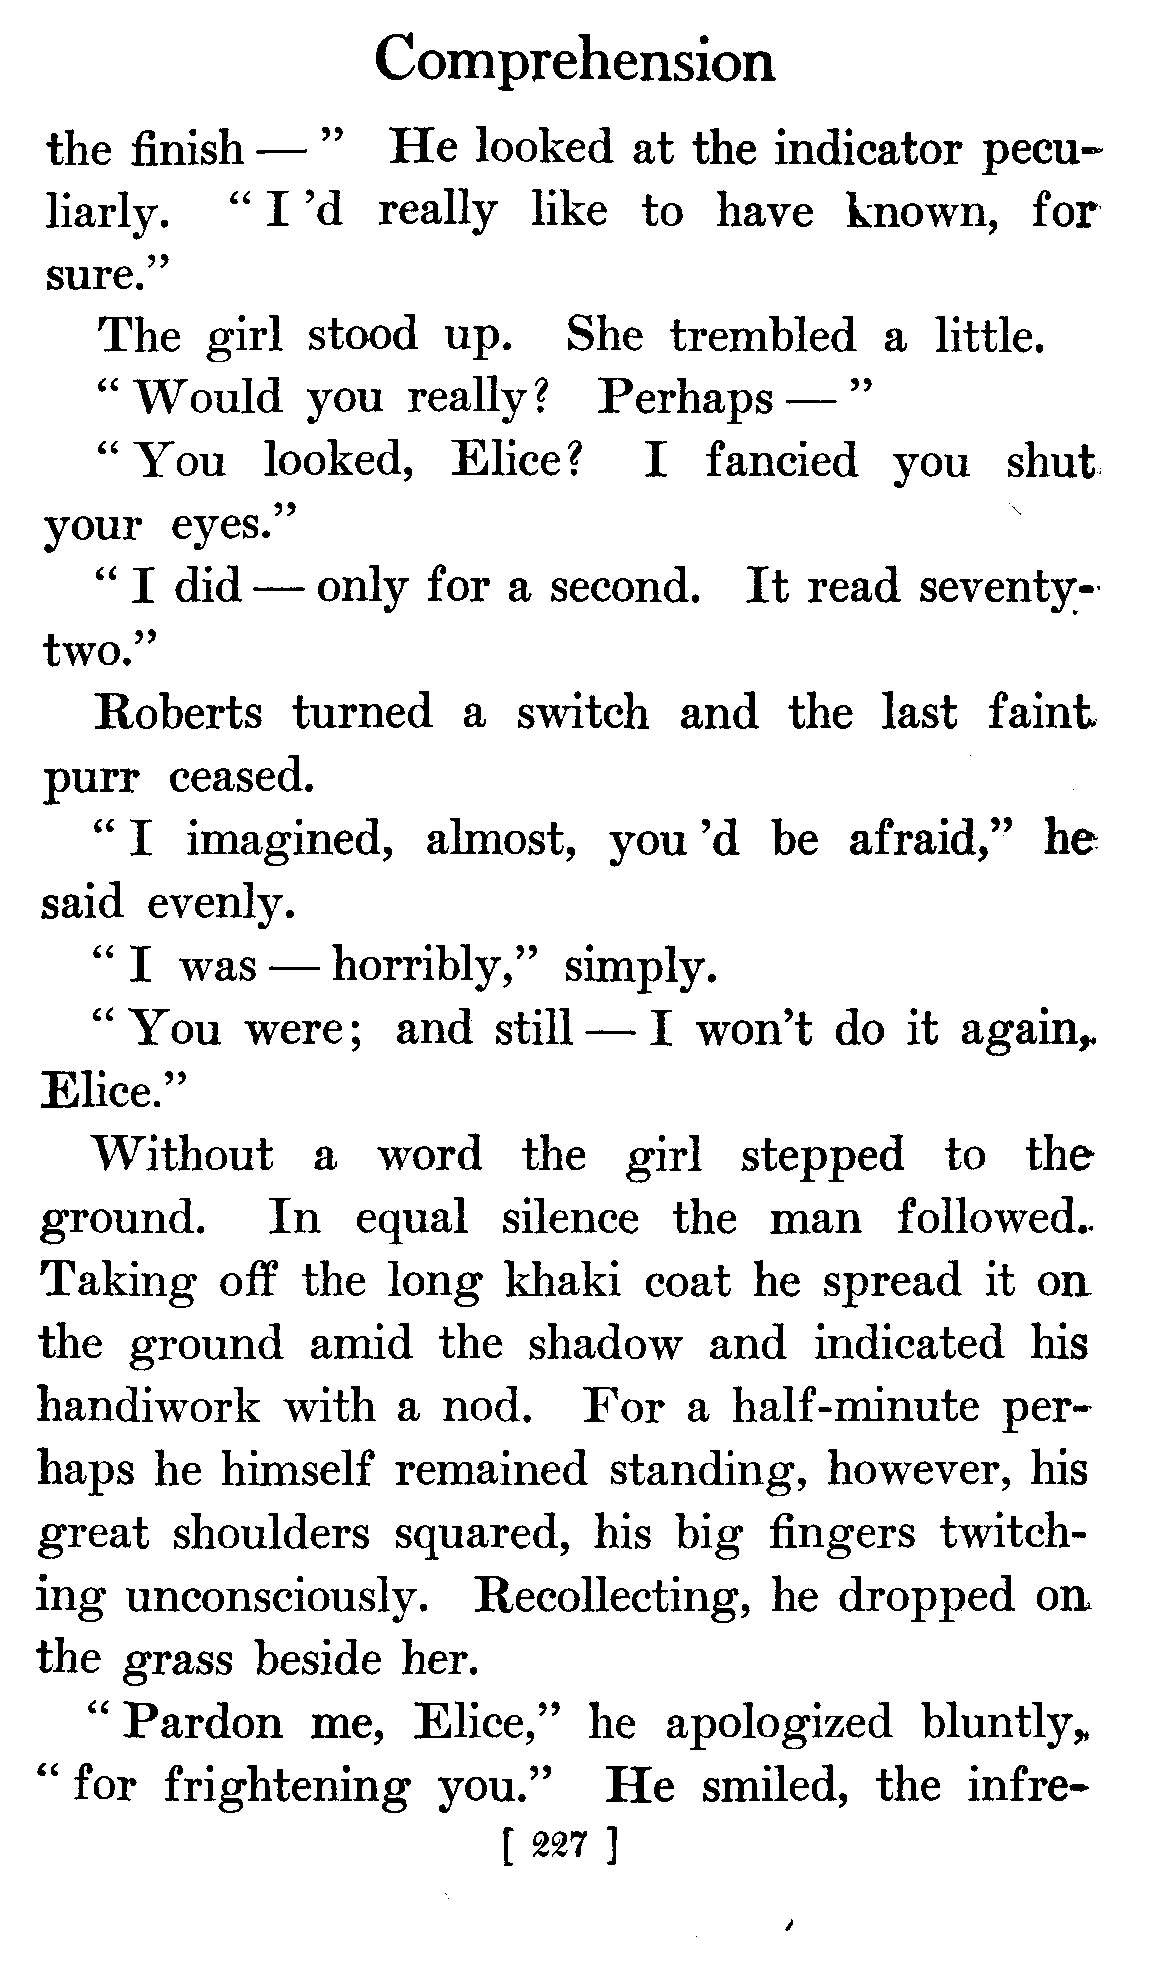 Comprehension
the finish — " He looked at the indicator pecu-
liarly. " I 'd really like to have known, for
sure."
The girl stood up. She trembled a little.
" Would you really? Perhaps — "
" You looked, Elice? I fancied you shut
your eyes."
" I did — only for a second. It read seventy-
two."
Roberts turned a switch and the last faint
purr ceased.
" I imagined, almost, you 'd be afraid," he
said evenly.
" I was — horribly," simply.
" You were; and still — I won't do it again,
Elice."
Without a word the girl stepped to the
ground. In equal silence the man followed.
Taking off the long khaki coat he spread it on
the ground amid the shadow and indicated his
handiwork with a nod. For a half-minute per-
haps he himself remained standing, however, his
great shoulders squared, his big fingers twitch-
ing unconsciously. Recollecting, he dropped on
the grass beside her.
" Pardon me, Elice," he apologized bluntly,
" for frightening you." He smiled, the infre-
[ 227 ]